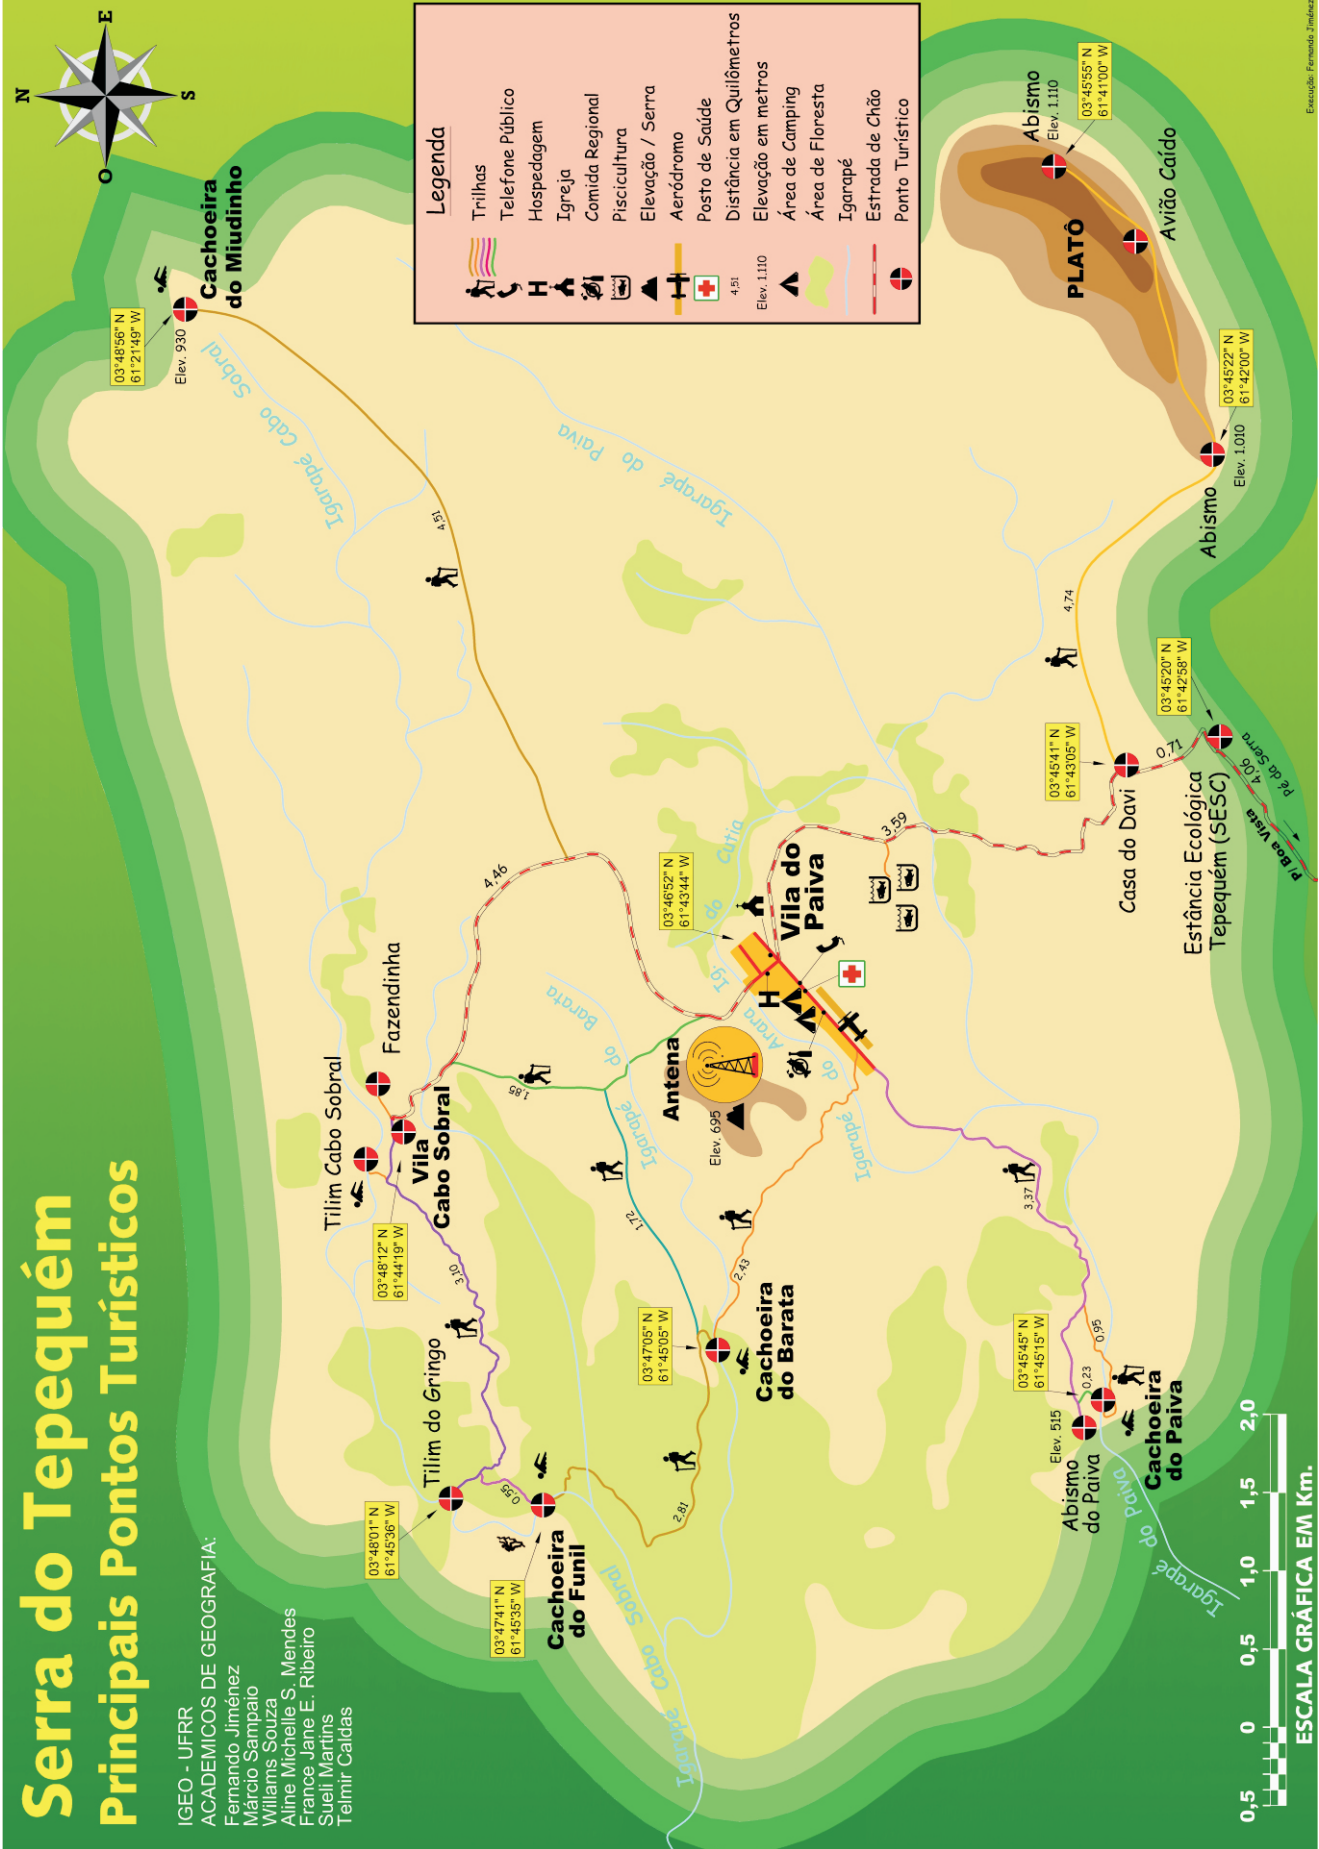 Serra do Tepequém
Principais Pontos Turísticos
IGEO - UFRR
ACADEMICOS DE GEOGRAFIA:
Fernando Jiménez
Márcio Sampaio
Willams Souza
Aline Michelle S. Mendes
France Jane E. Ribeiro
Sueli Martins
Telmir Caldas
N
E
S
O
03°48'56" N
61°21'49" W
Elev. 930
Cachoeira
do Miudinho
Igarapé Cabo Sobral
4,51
Igarapé do Paiva
Legenda
Trilhas
Telefone Público
H
Hospedagem
Igreja
Comida Regional
Piscicultura
Elevação / Serra
Aeródromo
Posto de Saúde
4,51
Distância em Quilômetros
Elev. 1.110
Elevação em metros
Área de Camping
Área de Floresta
Igarapé
Estrada de Chão
Ponto Turístico
Tilim Cabo Sobral
Fazendinha
Vila
Cabo Sobral
03°48'12" N
61°44'19" W
4,46
3,10
Tilim do Gringo
03°48'01" N
61°45'36" W
0,55
03°47'41" N
61°45'35" W
Cachoeira
do Funil
Igarapé Cabo Sobral
2,81
1,85
1,72
Igarapé do Barata
03°47'05" N
61°45'05" W
Cachoeira
do Barata
2,43
Antena
Elev. 695
03°46'52" N
61°43'44" W
Ig. do Cutia
Igarapé do Arara
H
Vila do
Paiva
3,59
3,37
03°45'45" N
61°45'15" W
0,95
0,23
Elev. 515
Abismo
do Paiva
Cachoeira
do Paiva
Igarapé do Paiva
03°45'41" N
61°43'05" W
Casa do Davi
4,74
0,71
03°45'20" N
61°42'58" W
Estância Ecológica
Tepequém (SESC)
Pé da Serra
4,06
P/ Boa Vista
Abismo
Elev. 1.010
03°45'22" N
61°42'00" W
PLATÔ
Avião Caído
Abismo
Elev. 1.110
03°45'55" N
61°41'00" W
0,5 0 0,5 1,0 1,5 2,0
ESCALA GRÁFICA EM Km.
Execução: Fernando Jiménez